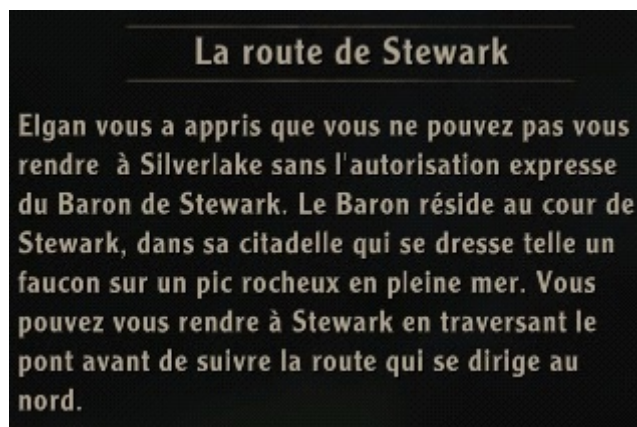 La route de Stewark
Elgan vous a appris que vous ne pouvez pas vous
rendre à Silverlake sans l'autorisation expresse
du Baron de Stewark. Le Baron réside au cour de
Stewark, dans sa citadelle qui se dresse telle un
faucon sur un pic rocheux en pleine mer. Vous
pouvez vous rendre à Stewark en traversant le
pont avant de suivre la route qui se dirige au
nord.